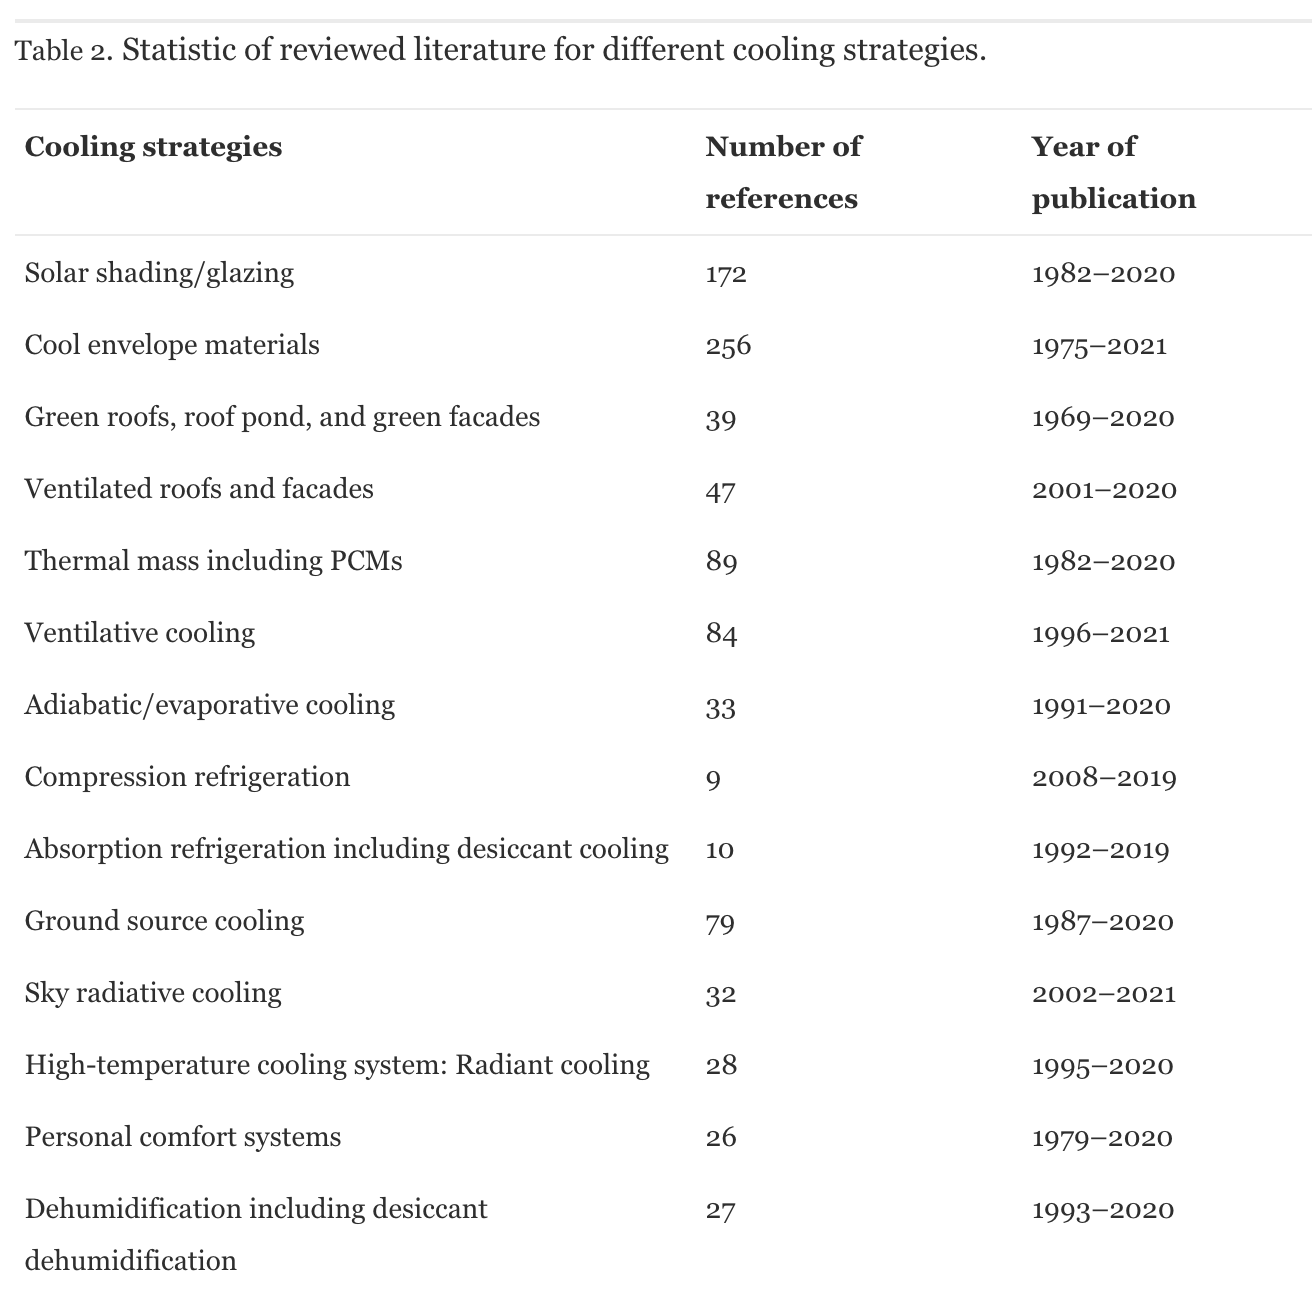 Table 2. Statistic of reviewed literature for different cooling strategies.
Cooling strategies Number of references Year of publication
Solar shading/glazing 172 1982–2020
Cool envelope materials 256 1975–2021
Green roofs, roof pond, and green facades 39 1969–2020
Ventilated roofs and facades 47 2001–2020
Thermal mass including PCMs 89 1982–2020
Ventilative cooling 84 1996–2021
Adiabatic/evaporative cooling 33 1991–2020
Compression refrigeration 9 2008–2019
Absorption refrigeration including desiccant cooling 10 1992–2019
Ground source cooling 79 1987–2020
Sky radiative cooling 32 2002–2021
High-temperature cooling system: Radiant cooling 28 1995–2020
Personal comfort systems 26 1979–2020
Dehumidification including desiccant 27 1993–2020
dehumidification